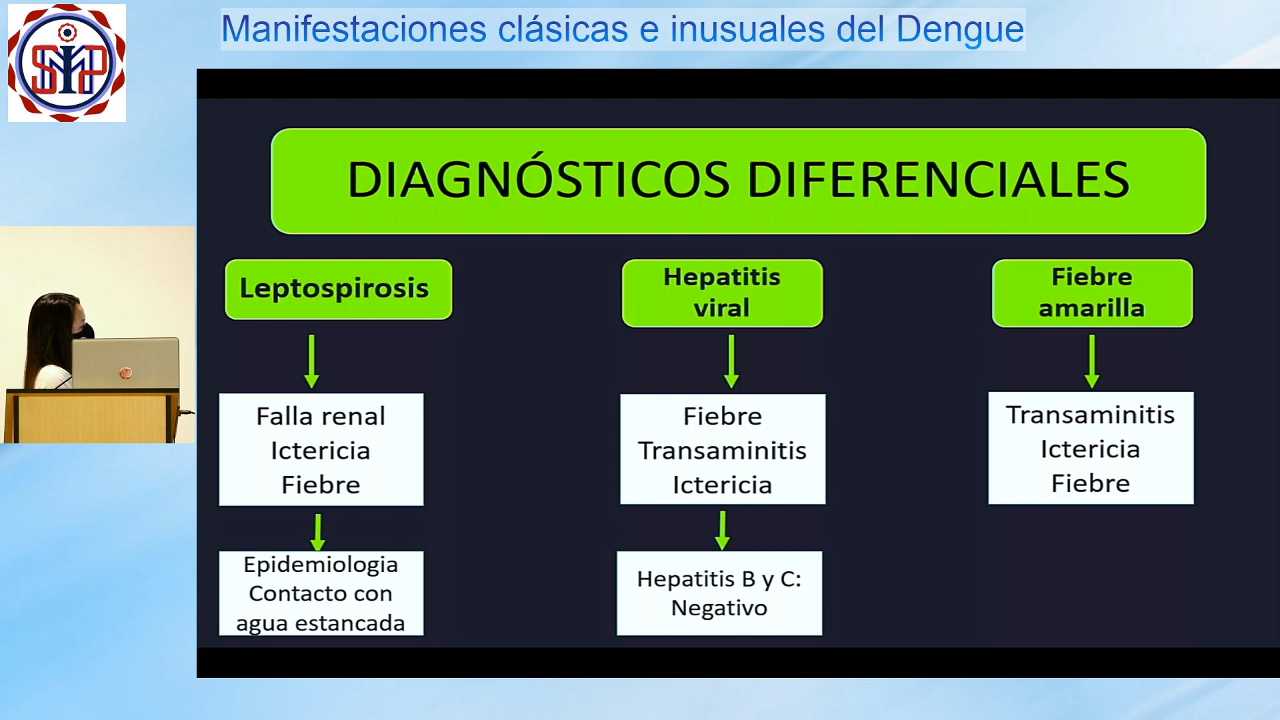 Manifestaciones clásicas e inusuales del Dengue
SMIP
DIAGNÓSTICOS DIFERENCIALES
Leptospirosis
Falla renal
Ictericia
Fiebre
Epidemiologia
Contacto con
agua estancada
Hepatitis
viral
Fiebre
Transaminitis
Ictericia
Hepatitis B y C:
Negativo
Fiebre
amarilla
Transaminitis
Ictericia
Fiebre